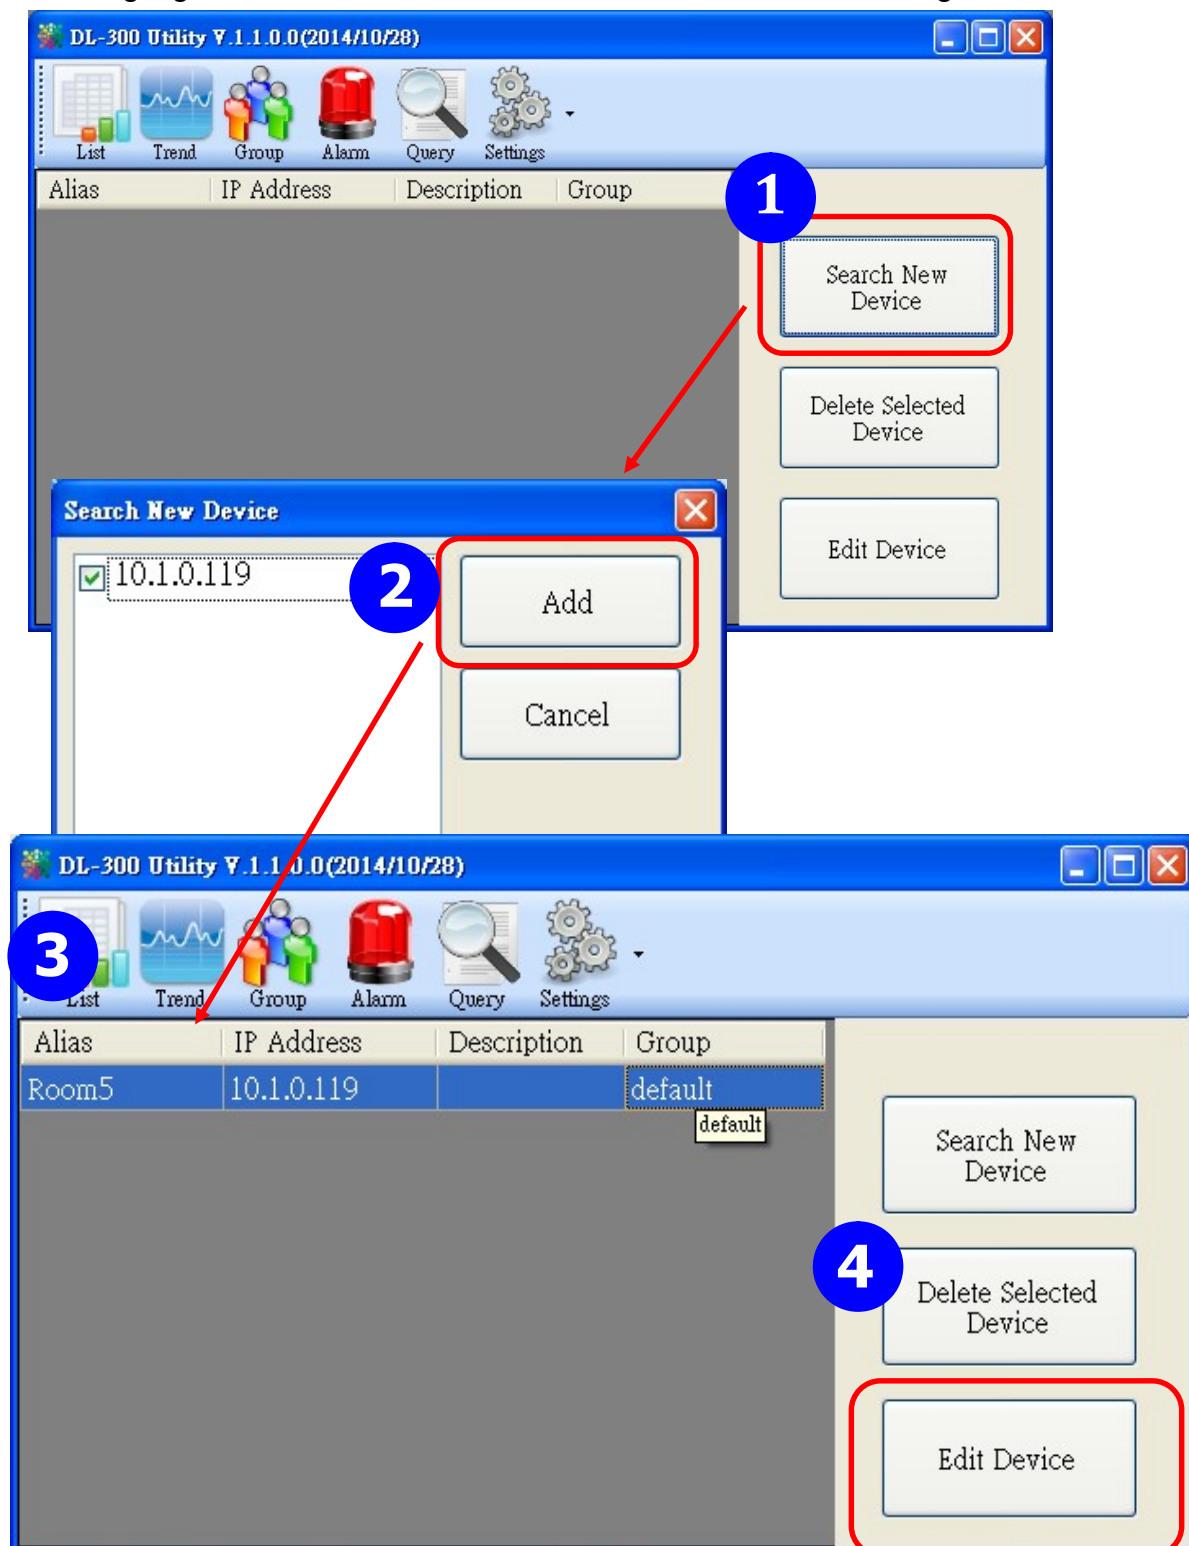 DL-300 Utility V.1.1.0.0(2014/10/28)
List Trend Group Alarm Query Settings
Alias IP Address Description Group
1
Search New
Device
Delete Selected
Device
Edit Device
Search New Device
10.1.0.119
2
Add
Cancel
DL-300 Utility V.1.1.0.0(2014/10/28)
3
List Trend Group Alarm Query Settings
Alias IP Address Description Group
Room5 10.1.0.119 default
default
Search New
Device
4
Delete Selected
Device
Edit Device